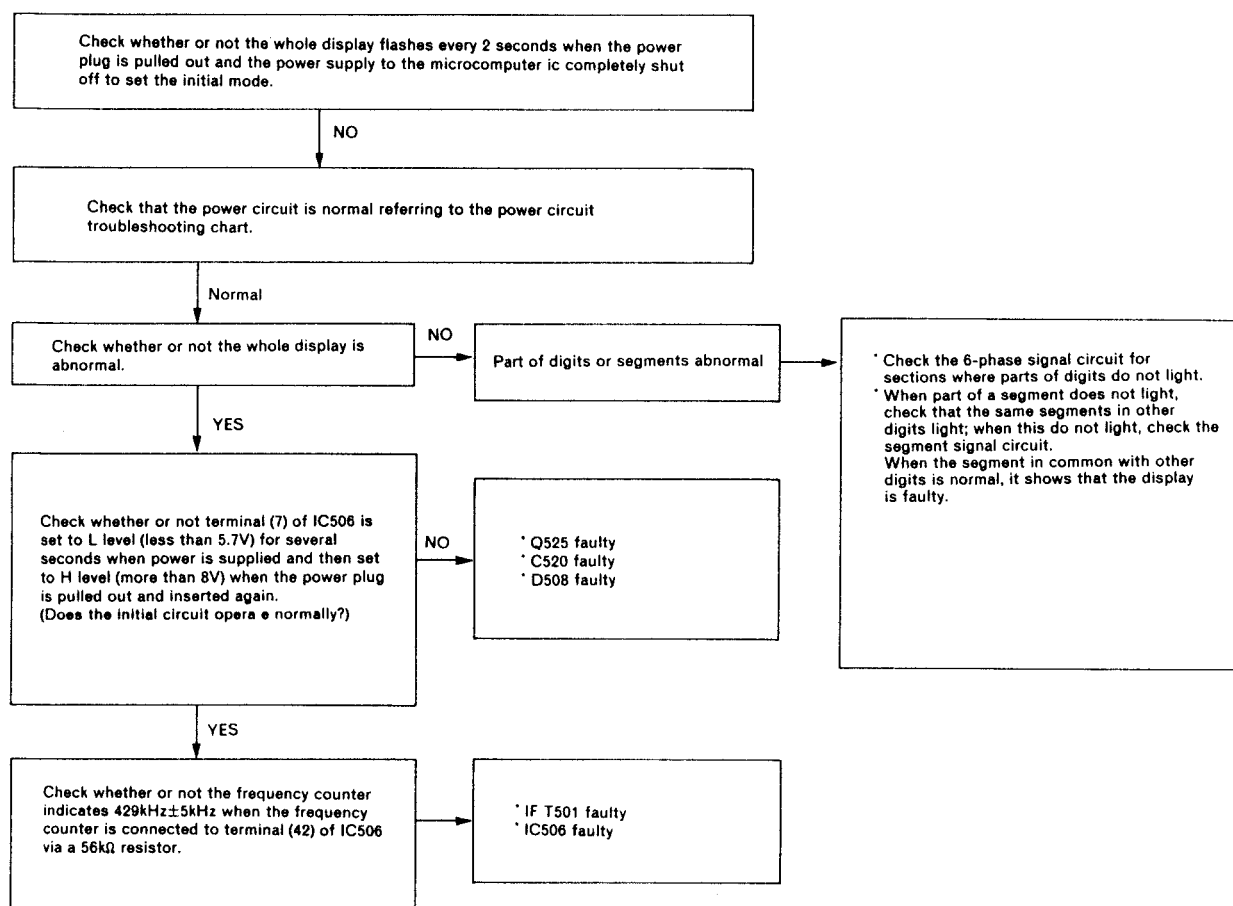 Check whether or not the whole display flashes every 2 seconds when the power
plug is pulled out and the power supply to the microcomputer ic completely shut
off to set the initial mode.
NO
Check that the power circuit is normal referring to the power circuit
troubleshooting chart.
Normal
Check whether or not the whole display is
abnormal.
NO
Part of digits or segments abnormal
* Check the 6-phase signal circuit for
sections where parts of digits do not light.
* When part of a segment does not light,
check that the same segments in other
digits light; when this do not light, check the
segment signal circuit.
When the segment in common with other
digits is normal, it shows that the display
is faulty.
YES
Check whether or not terminal (7) of IC506 is
set to L level (less than 5.7V) for several
seconds when power is supplied and then set
to H level (more than 8V) when the power plug
is pulled out and inserted again.
(Does the initial circuit opera e normally?)
NO
* Q525 faulty
* C520 faulty
* D508 faulty
YES
Check whether or not the frequency counter
indicates 429kHz±5kHz when the frequency
counter is connected to terminal (42) of IC506
via a 56kΩ resistor.
* IF T501 faulty
* IC506 faulty